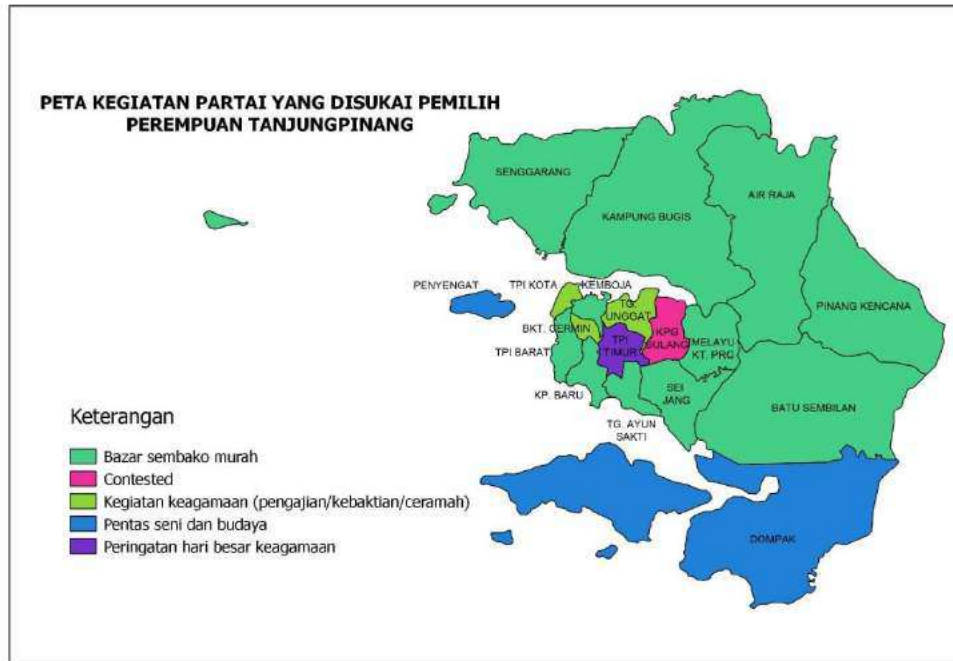 PETA KEGIATAN PARTAI YANG DISUKAI PEMILIH
PEREMPUAN TANJUNGPINANG
SENGGARANG
KAMPUNG BUGIS
AIR RAJA
PINANG KENCANA
PENYENGAT
TPI KOTA
KEMBOJA
TG.
UNGGAT
BKT. CERMIN
KPG
BULANG
TPI
TIMUR
MELAYU
KT. PRC
TPI BARAT
SEI
JANG
BATU SEMBILAN
KP. BARU
TG. AYUN
SAKTI
DOMPAK
Keterangan
Bazar sembako murah
Contested
Kegiatan keagamaan (pengajian/kebaktian/ceramah)
Pentas seni dan budaya
Peringatan hari besar keagamaan